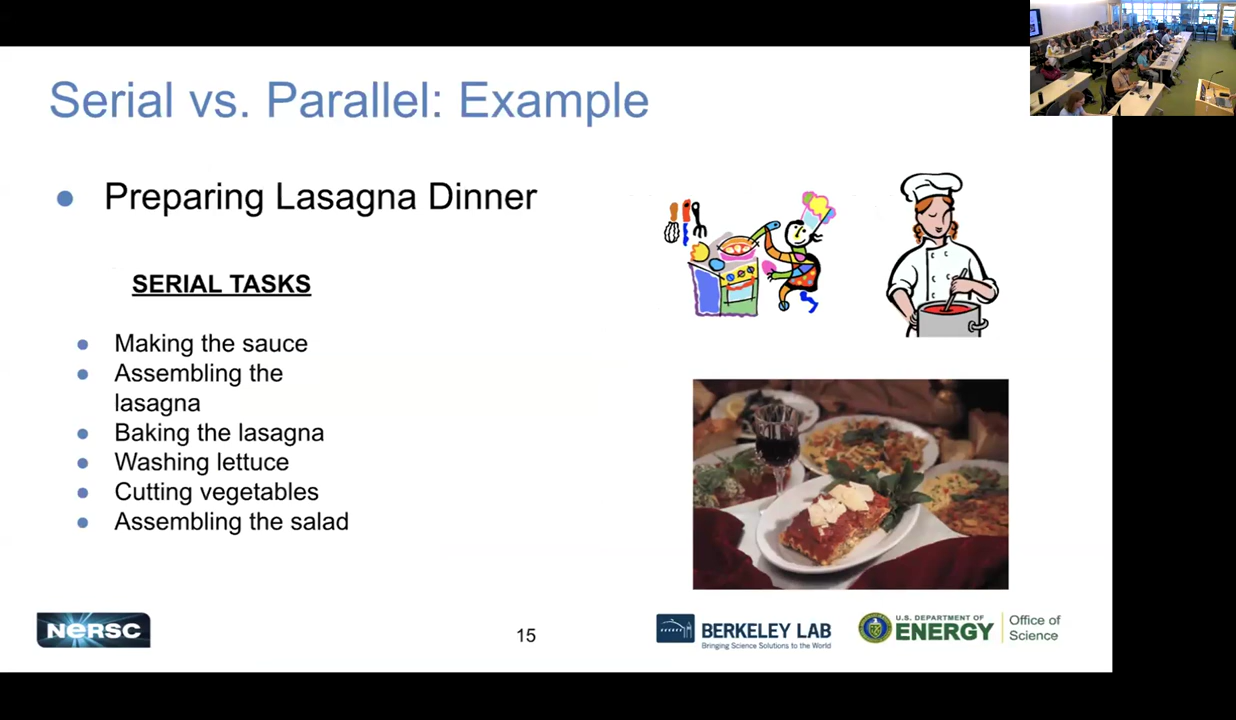 Serial vs. Parallel: Example
Preparing Lasagna Dinner
SERIAL TASKS
Making the sauce
Assembling the
lasagna
Baking the lasagna
Washing lettuce
Cutting vegetables
Assembling the salad
NERSC
15
BERKELEY LAB
Bringing Science Solutions to the World
U.S. DEPARTMENT OF
ENERGY
Office of
Science